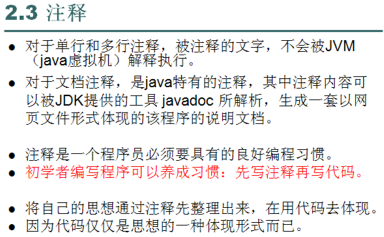 2.3 注释
● 对于单行和多行注释，被注释的文字，不会被JVM
（java虚拟机）解释执行。
● 对于文档注释，是java特有的注释，其中注释内容可
以被JDK提供的工具 javadoc 所解析，生成一套以网
页文件形式体现的该程序的说明文档。
● 注释是一个程序员必须要具有的良好编程习惯。
● 初学者编写程序可以养成习惯：先写注释再写代码。
● 将自己的思想通过注释先整理出来，在用代码去体现。
● 因为代码仅仅是思想的一种体现形式而已。